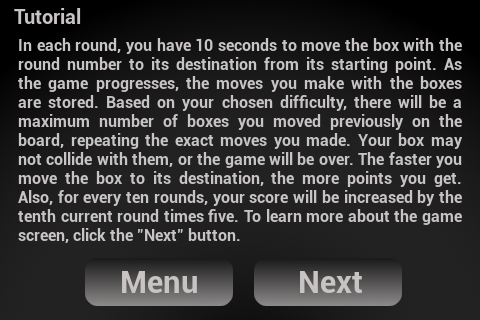 Tutorial
In each round, you have 10 seconds to move the box with the
round number to its destination from its starting point. As
the game progresses, the moves you make with the boxes
are stored. Based on your chosen difficulty, there will be a
maximum number of boxes you moved previously on the
board, repeating the exact moves you made. Your box may
not collide with them, or the game will be over. The faster you
move the box to its destination, the more points you get.
Also, for every ten rounds, your score will be increased by the
tenth current round times five. To learn more about the game
screen, click the "Next" button.
Menu Next